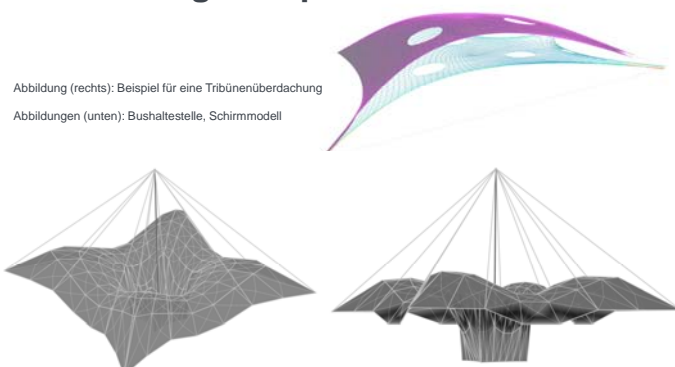 Abbildung (rechts): Beispiel für eine Tribünenüberdachung
Abbildungen (unten): Bushaltestelle, Schirmmodell